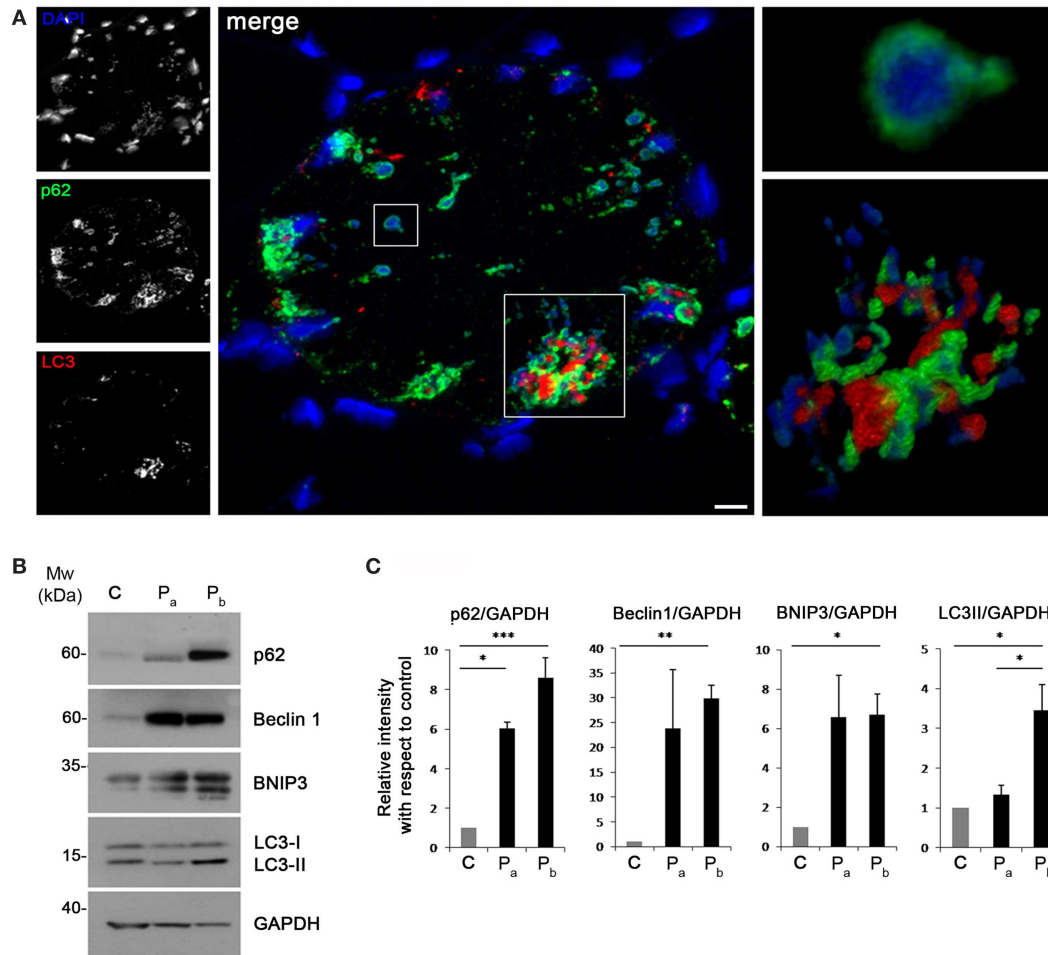 A
DAPI
p62
LC3
merge
B
Mw
(kDa)
C
Pa
Pb
60-
p62
60-
Beclin 1
35-
BNIP3
LC3-I
15-
LC3-II
40-
GAPDH
C
Relative intensity
with respect to control
p62/GAPDH
***
*
10
8
6
4
2
0
C
Pa
Pb
Beclin1/GAPDH
**
40
35
30
25
20
15
10
5
0
C
Pa
Pb
BNIP3/GAPDH
*
10
8
6
4
2
0
C
Pa
Pb
LC3II/GAPDH
*
*
5
4
3
2
1
0
C
Pa
Pb